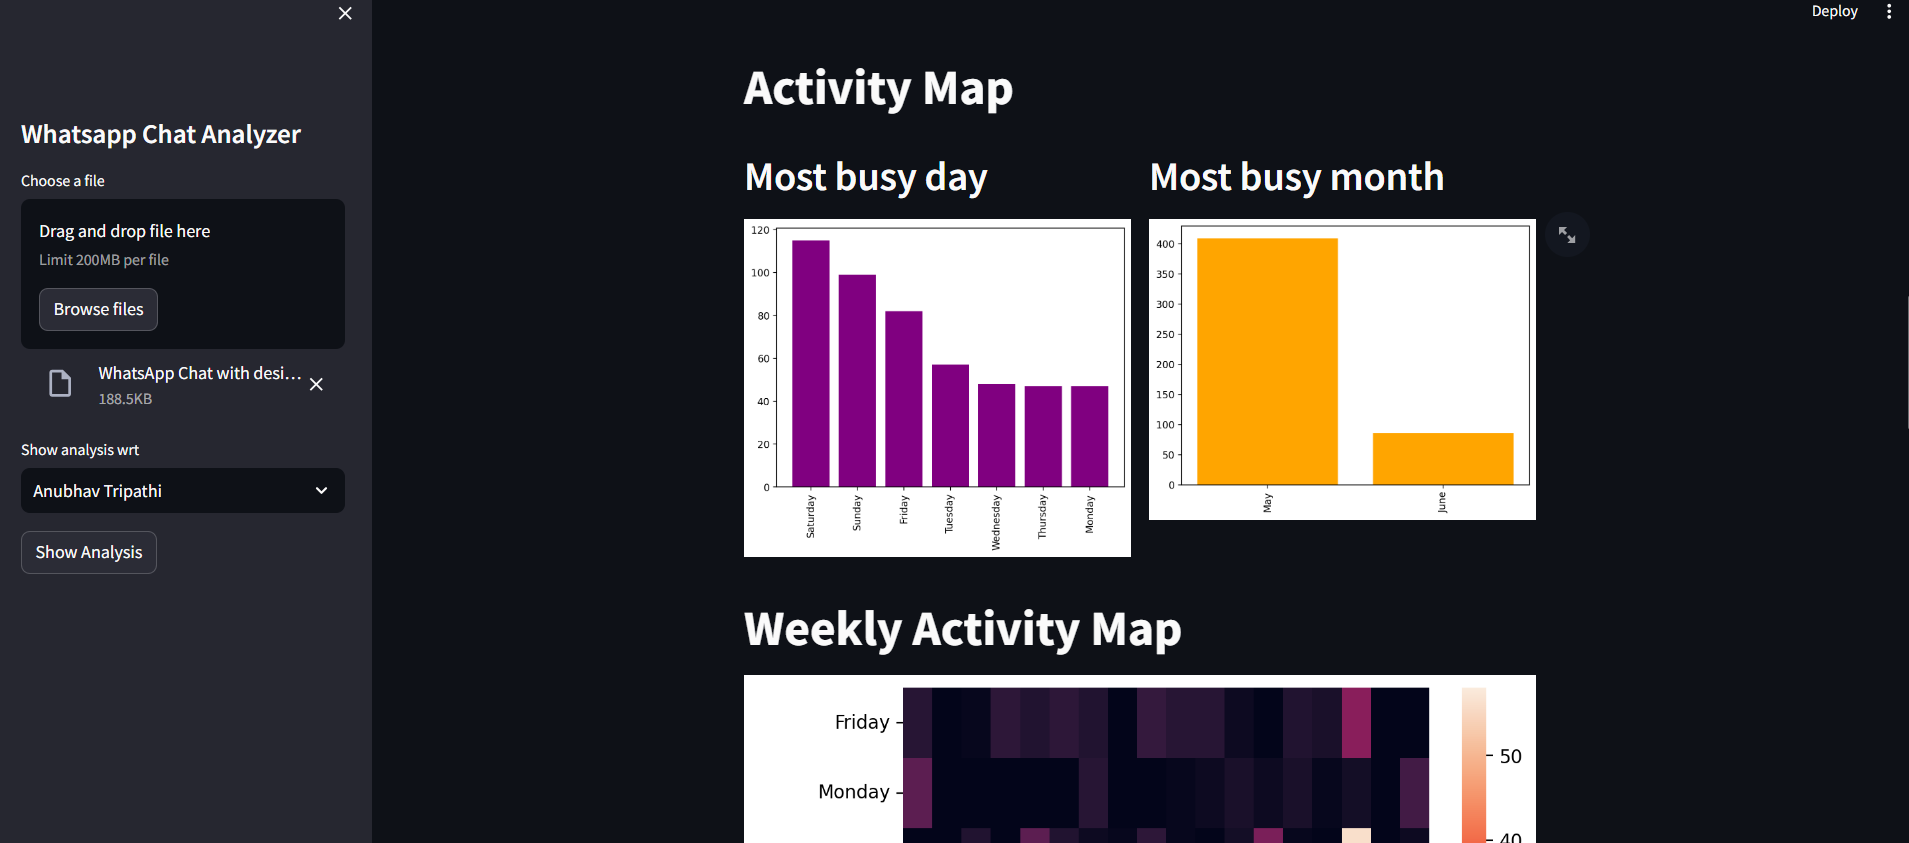 Deploy
Whatsapp Chat Analyzer
Choose a file
Drag and drop file here
Limit 200MB per file
Browse files
WhatsApp Chat with desi...
188.5KB
Show analysis wrt
Anubhav Tripathi
Show Analysis
Activity Map
Most busy day
120
100
80
60
40
20
0
Saturday
Sunday
Friday
Tuesday
Wednesday
Thursday
Monday
Most busy month
400
350
300
250
200
150
100
50
0
May
June
Weekly Activity Map
Friday
Monday
50
40